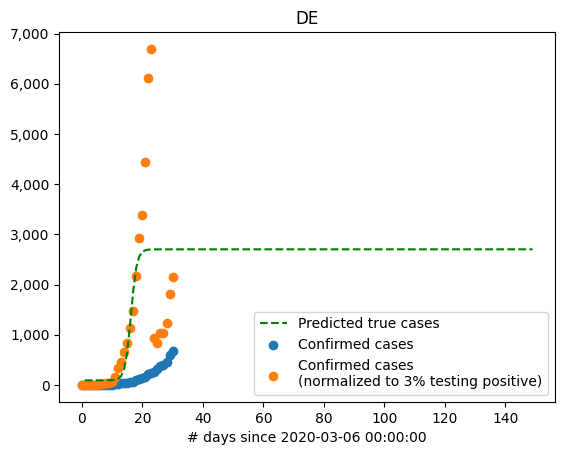 DE
7,000
6,000
5,000
4,000
3,000
2,000
1,000
0
Predicted true cases
Confirmed cases
Confirmed cases
(normalized to 3% testing positive)
0 20 40 60 80 100 120 140
# days since 2020-03-06 00:00:00